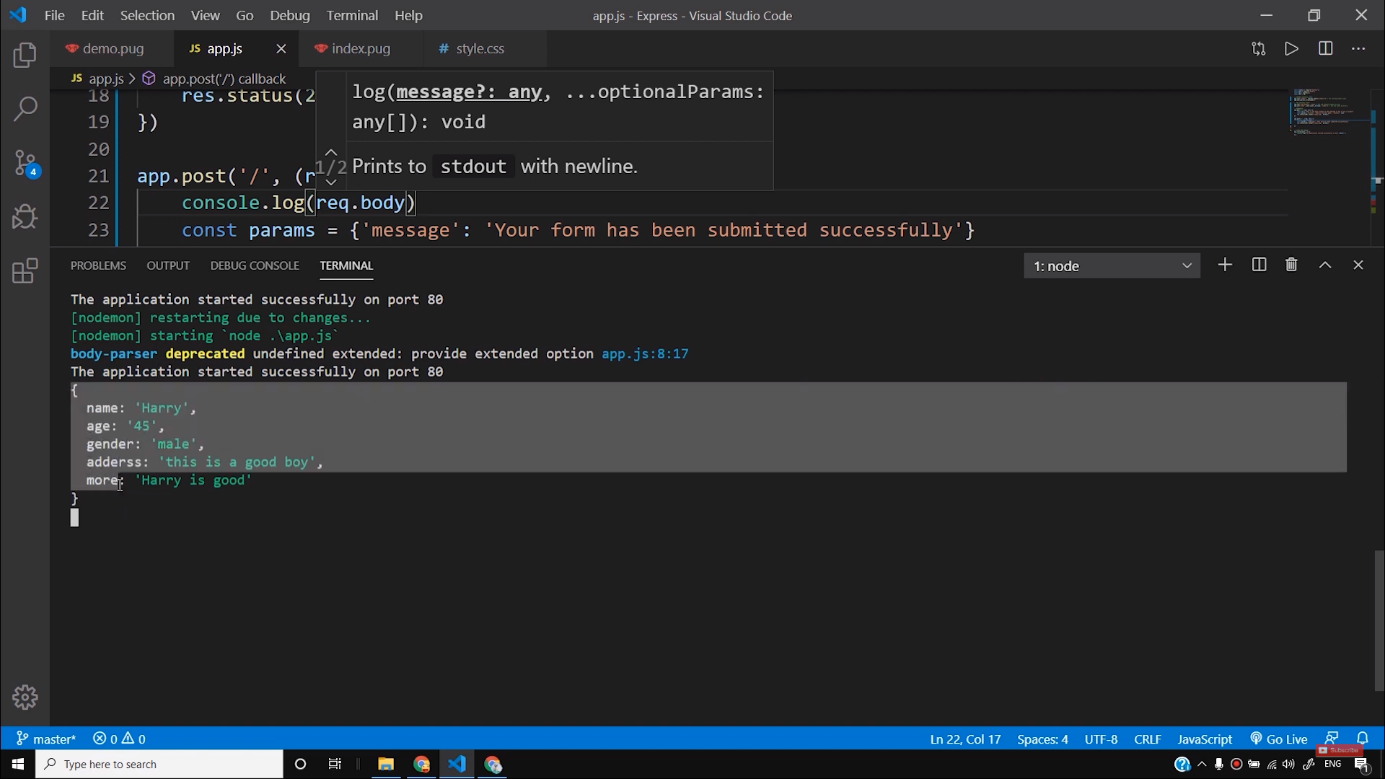 File Edit Selection View Go Debug Terminal Help app.js - Express - Visual Studio Code
demo.pug JS app.js index.pug # style.css
JS app.js > app.post('/') callback
18 res.status(2
19 })
20
21 app.post('/', (r
22 console.log(req.body)
23 const params = {'message': 'Your form has been submitted successfully'}
log(message?: any, ...optionalParams:
any[]): void
1/2 Prints to stdout with newline.
4
PROBLEMS OUTPUT DEBUG CONSOLE TERMINAL 1: node
The application started successfully on port 80
[nodemon] restarting due to changes...
[nodemon] starting `node .\app.js`
body-parser deprecated undefined extended: provide extended option app.js:8:17
The application started successfully on port 80
{
name: 'Harry',
age: '45',
gender: 'male',
adderss: 'this is a good boy',
more: 'Harry is good'
}
master* 0 0 Ln 22, Col 17 Spaces: 4 UTF-8 CRLF JavaScript Go Live
Subscribe
Type here to search ENG 1